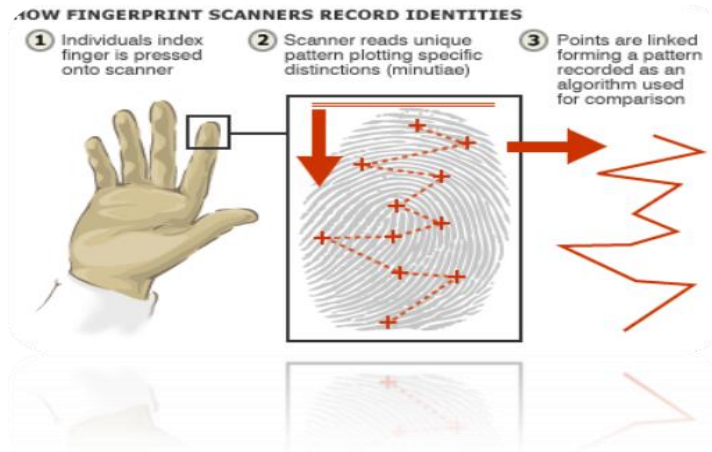 HOW FINGERPRINT SCANNERS RECORD IDENTITIES
1 Individuals index
finger is pressed
onto scanner
2 Scanner reads unique
pattern plotting specific
distinctions (minutiae)
3 Points are linked
forming a pattern
recorded as an
algorithm used
for comparison